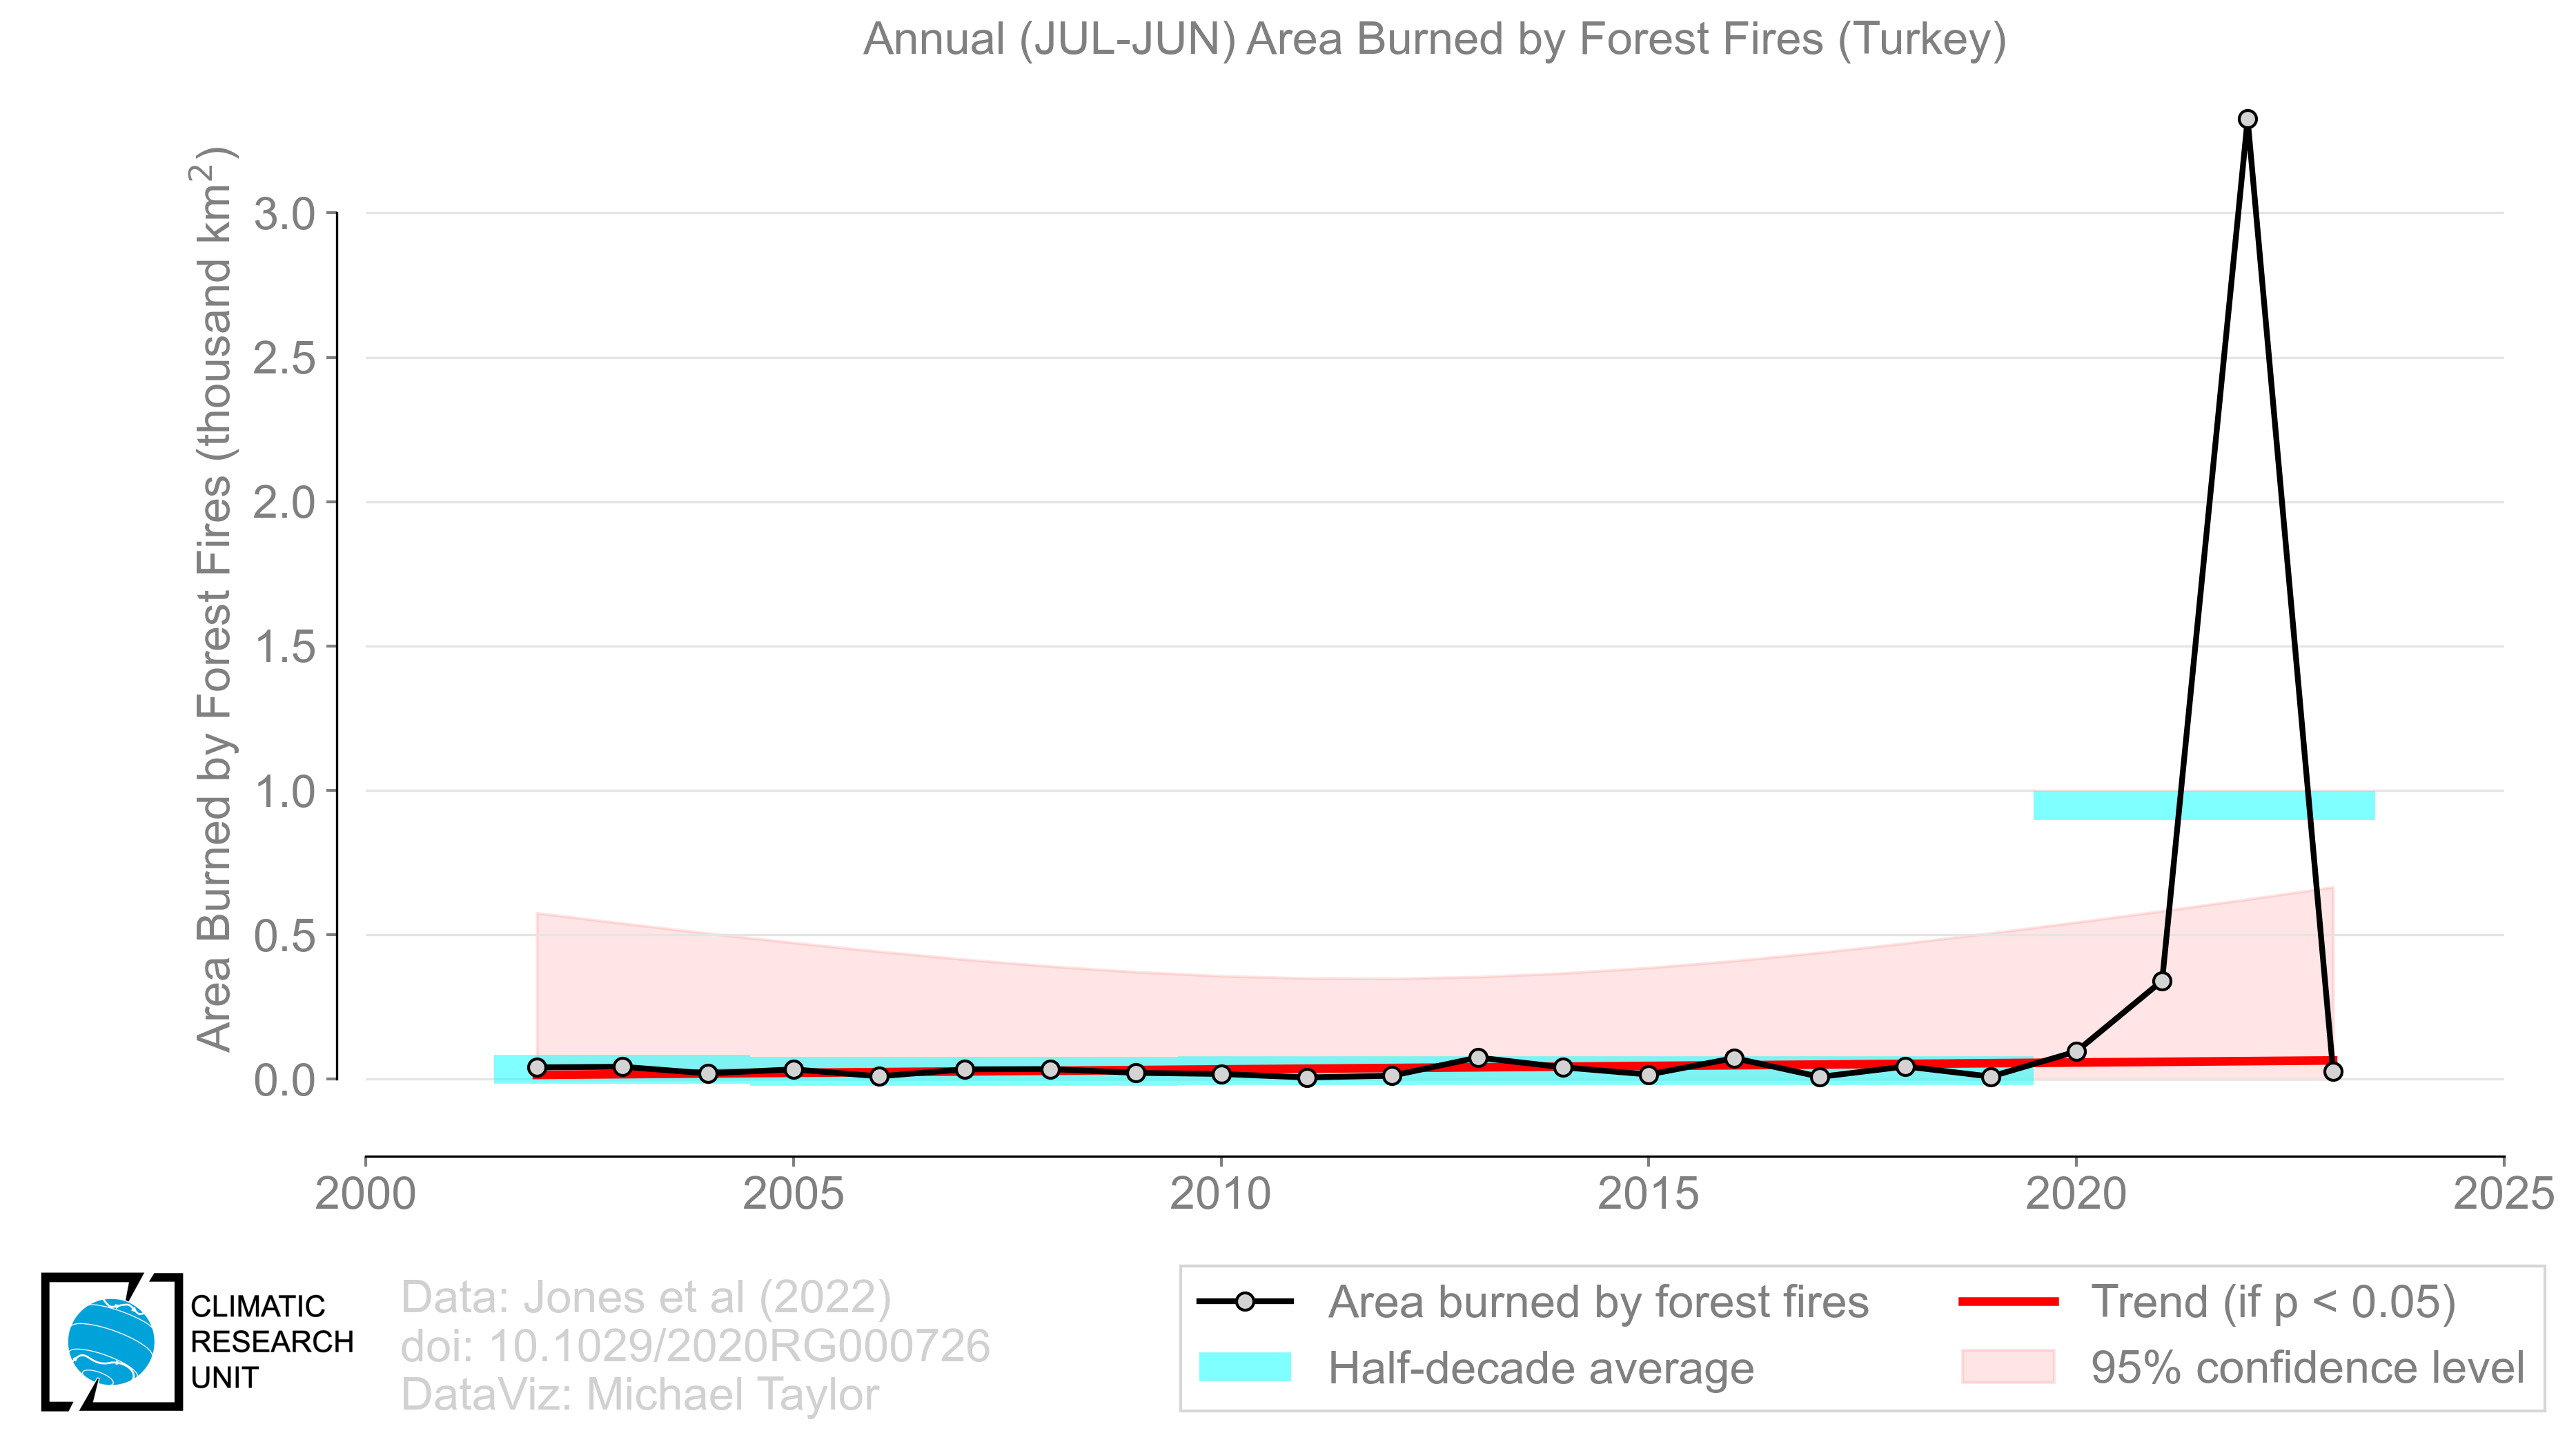 Annual (JUL-JUN) Area Burned by Forest Fires (Turkey)
Area Burned by Forest Fires (thousand km²)
3.0
2.5
2.0
1.5
1.0
0.5
0.0
2000 2005 2010 2015 2020 2025
CLIMATIC
RESEARCH
UNIT
Data: Jones et al (2022)
doi: 10.1029/2020RG000726
DataViz: Michael Taylor
Area burned by forest fires
Half-decade average
Trend (if p < 0.05)
95% confidence level